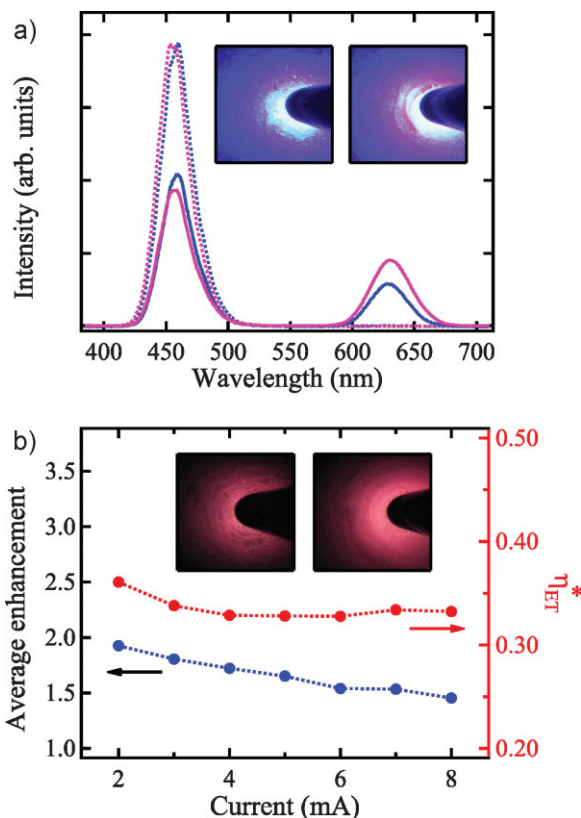 a)
Intensity (arb. units)
400 450 500 550 600 650 700
Wavelength (nm)
b)
Average enhancement
3.5
3.0
2.5
2.0
1.5
1.0
0.50
0.40
0.30
0.20
η*ET
2 4 6 8
Current (mA)